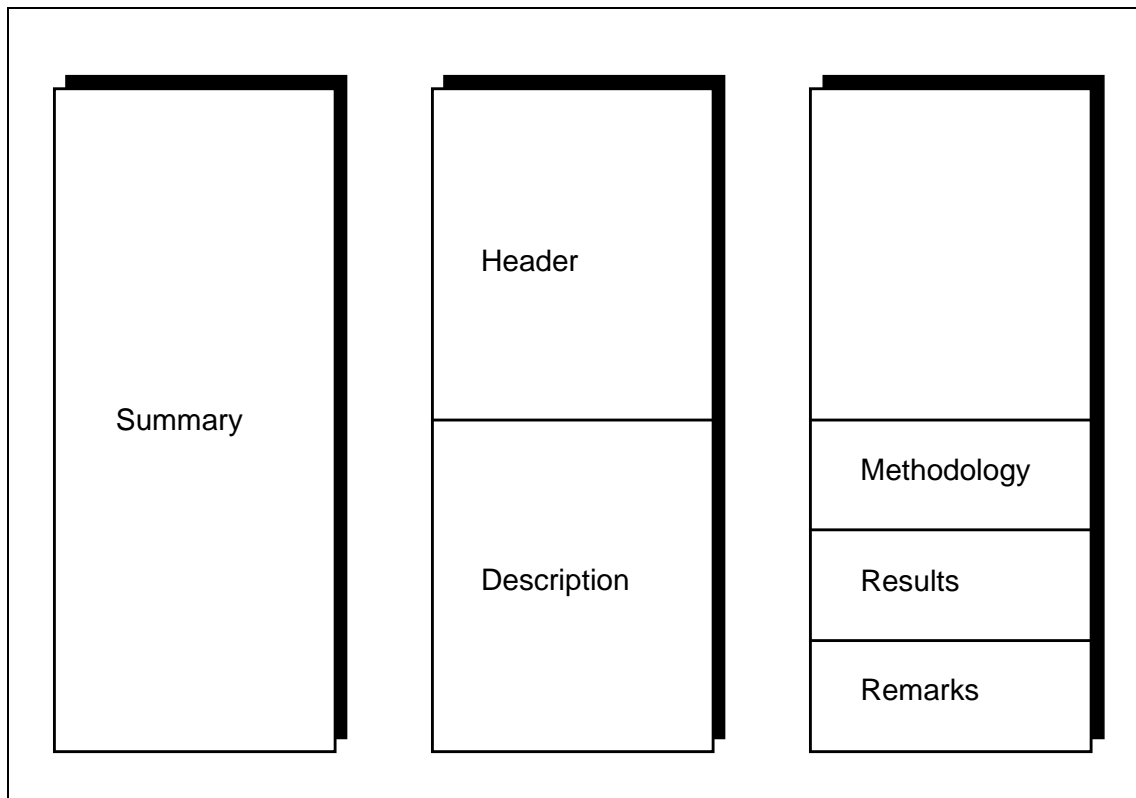 Summary
Header
Description
Methodology
Results
Remarks